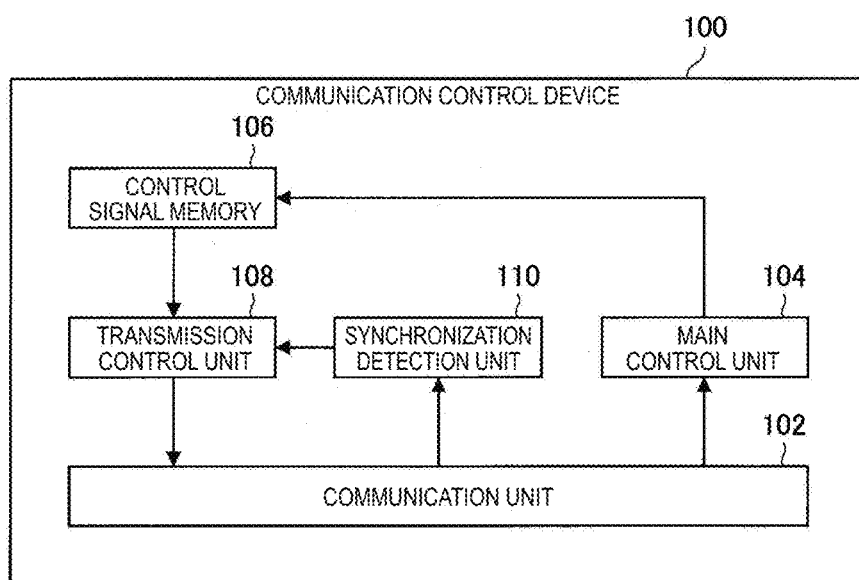 100
COMMUNICATION CONTROL DEVICE
106
CONTROL
SIGNAL MEMORY
108
TRANSMISSION
CONTROL UNIT
110
SYNCHRONIZATION
DETECTION UNIT
104
MAIN
CONTROL UNIT
102
COMMUNICATION UNIT